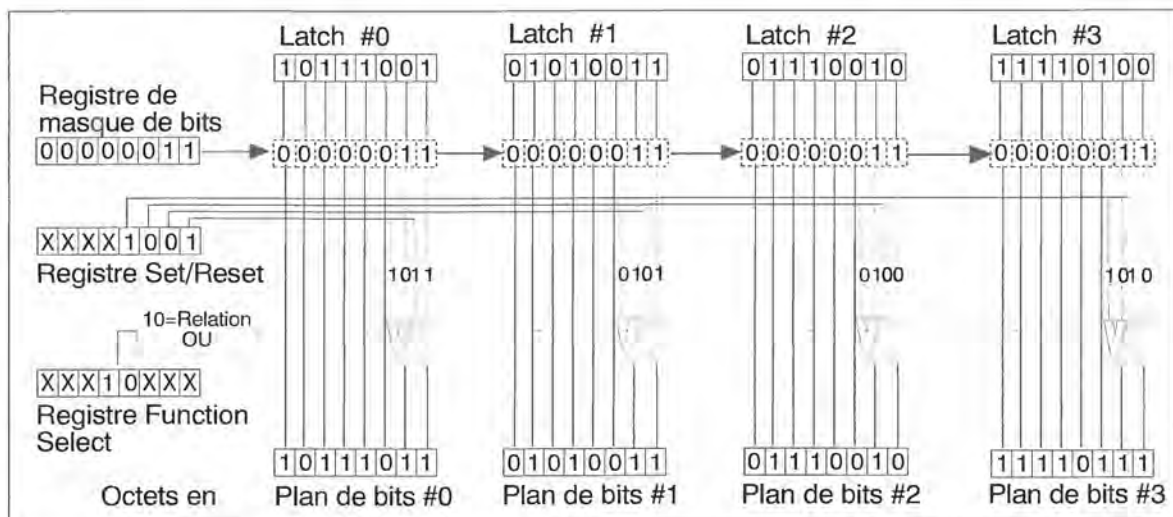 Latch #0 Latch #1 Latch #2 Latch #3
10111001 01010011 01110010 11110100
Registre de
masque de bits
00000011 00000011 00000011 00000011 00000011
XXXX1001
Registre Set/Reset
1011 0101 0100 1010
10=Relation
OU
XXX10XXX
Registre Function
Select
10111011 01010011 01110010 11110111
Octets en Plan de bits #0 Plan de bits #1 Plan de bits #2 Plan de bits #3